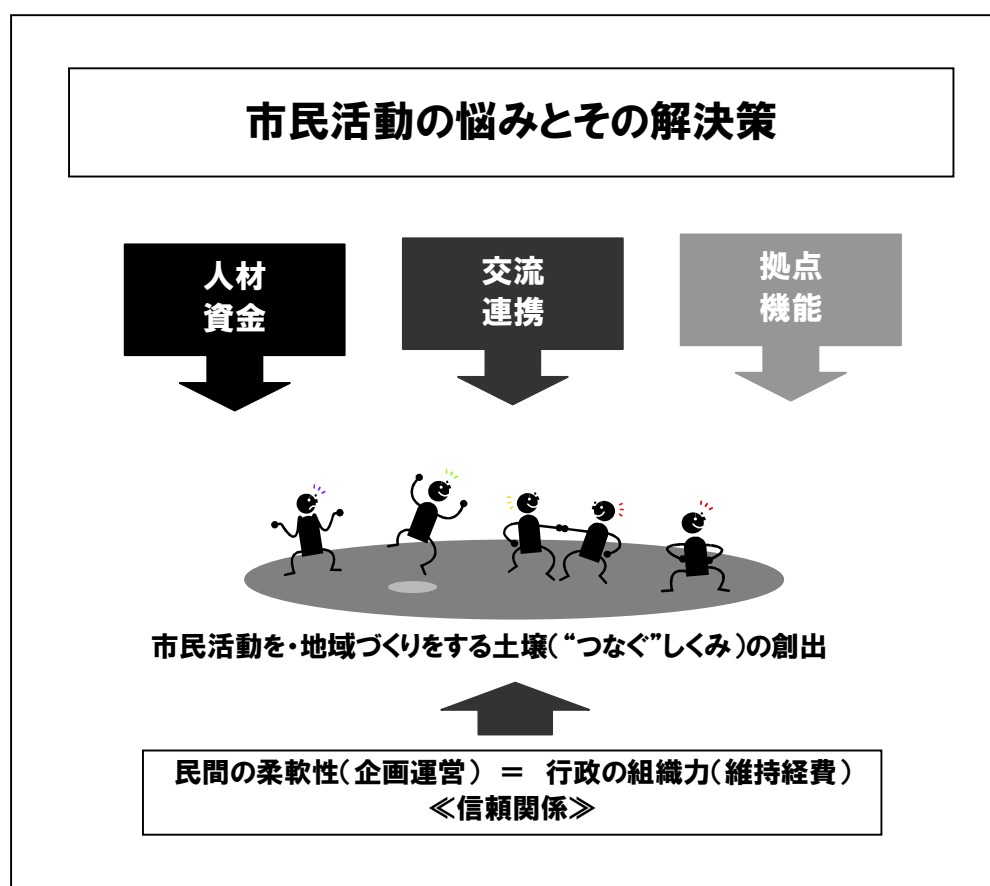 市民活動の悩みとその解決策
人材
資金
交流
連携
拠点
機能
市民活動を・地域づくりをする土壌(“つなぐ”しくみ)の創出
民間の柔軟性(企画運営) = 行政の組織力(維持経費)
≪信頼関係≫